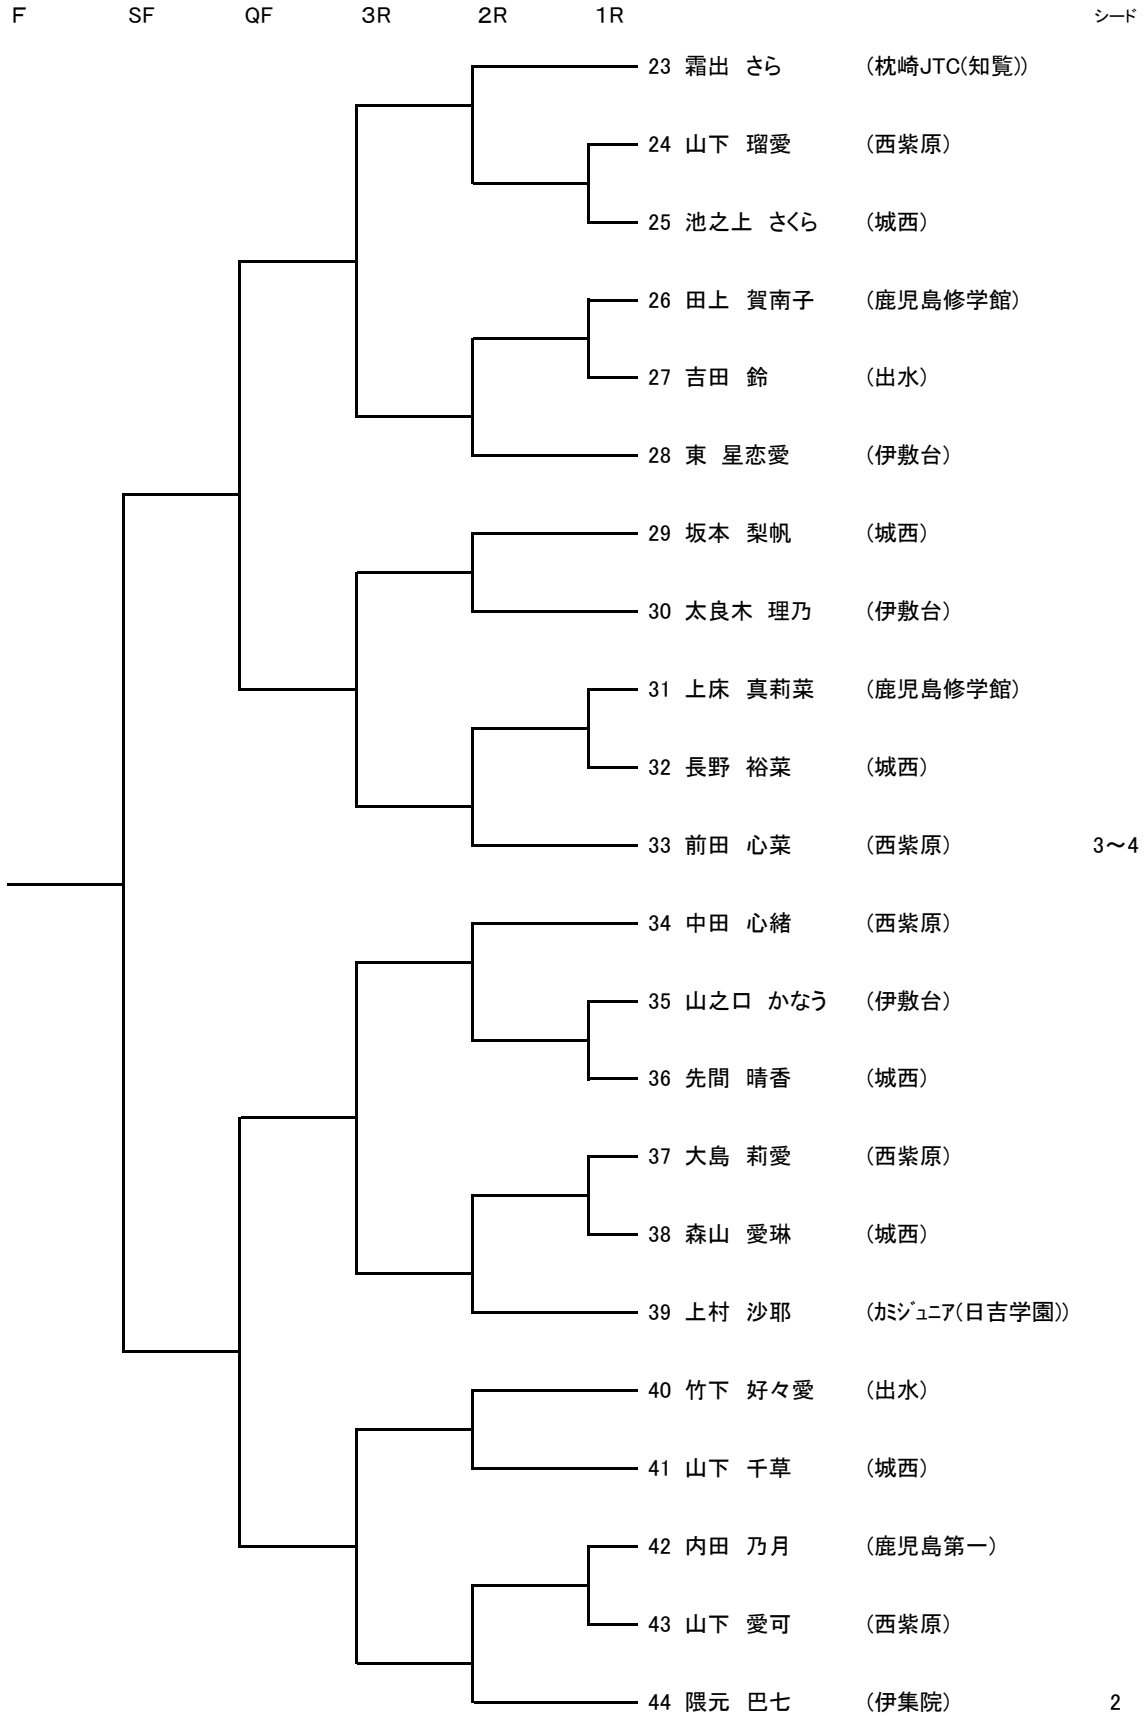 F SF QF 3R 2R 1R シード
23 霜出 さら (枕崎JTC(知覧))
24 山下 瑠愛 (西紫原)
25 池之上 さくら (城西)
26 田上 賀南子 (鹿児島修学館)
27 吉田 鈴 (出水)
28 東 星恋愛 (伊敷台)
29 坂本 梨帆 (城西)
30 太良木 理乃 (伊敷台)
31 上床 真莉菜 (鹿児島修学館)
32 長野 裕菜 (城西)
33 前田 心菜 (西紫原) 3～4
34 中田 心緒 (西紫原)
35 山之口 かなう (伊敷台)
36 先間 晴香 (城西)
37 大島 莉愛 (西紫原)
38 森山 愛琳 (城西)
39 上村 沙耶 (ｶﾐｼﾞｭﾆｱ(日吉学園))
40 竹下 好々愛 (出水)
41 山下 千草 (城西)
42 内田 乃月 (鹿児島第一)
43 山下 愛可 (西紫原)
44 隈元 巴七 (伊集院) 2